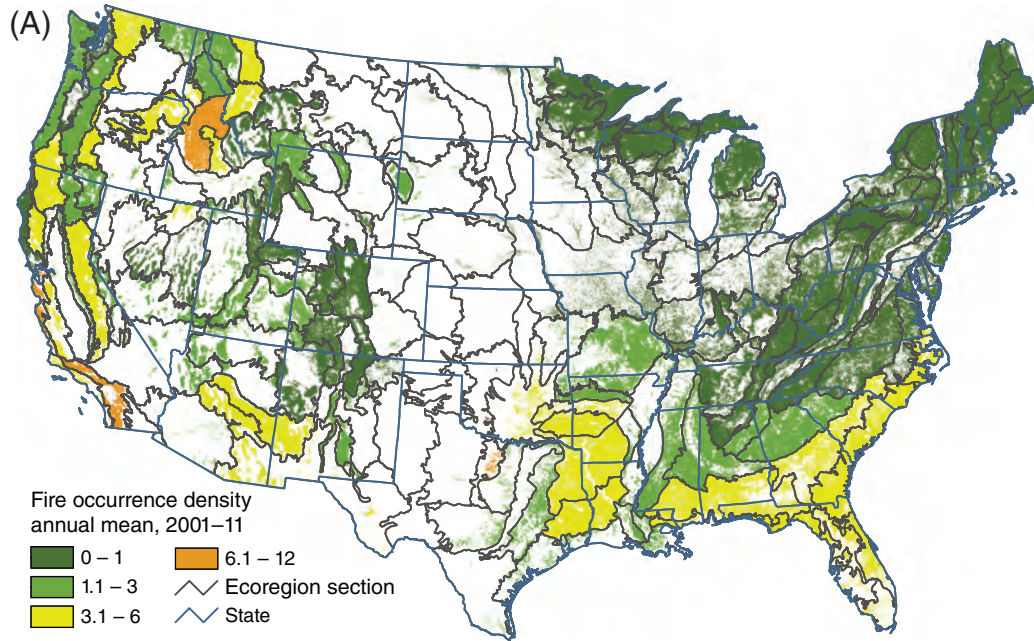 (A)
Fire occurrence density
annual mean, 2001–11
0 – 1
1.1 – 3
3.1 – 6
6.1 – 12
Ecoregion section
State